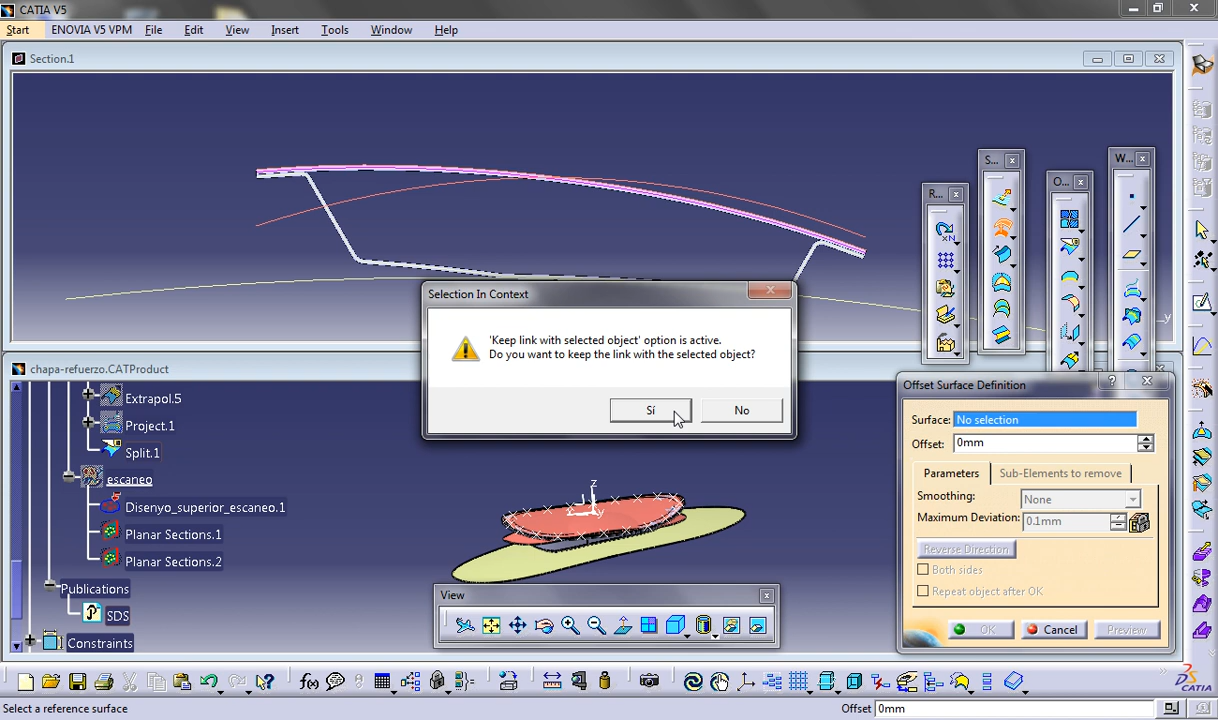 CATIA V5
Start ENOVIA V5 VPM File Edit View Insert Tools Window Help
Section.1
S...
W...
O...
R...
y
Selection In Context
'Keep link with selected object' option is active.
Do you want to keep the link with the selected object?
Sí No
chapa-refuerzo.CATProduct
Extrapol.5
Project.1
Split.1
escaneo
Disenyo_superior_escaneo.1
Planar Sections.1
Planar Sections.2
Publications
SDS
Constraints
z
y
View
Offset Surface Definition
Surface: No selection
Offset: 0mm
Parameters Sub-Elements to remove
Smoothing: None
Maximum Deviation: 0.1mm
Reverse Direction
Both sides
Repeat object after OK
OK Cancel Preview
f(x)
CATIA
Select a reference surface
Offset 0mm